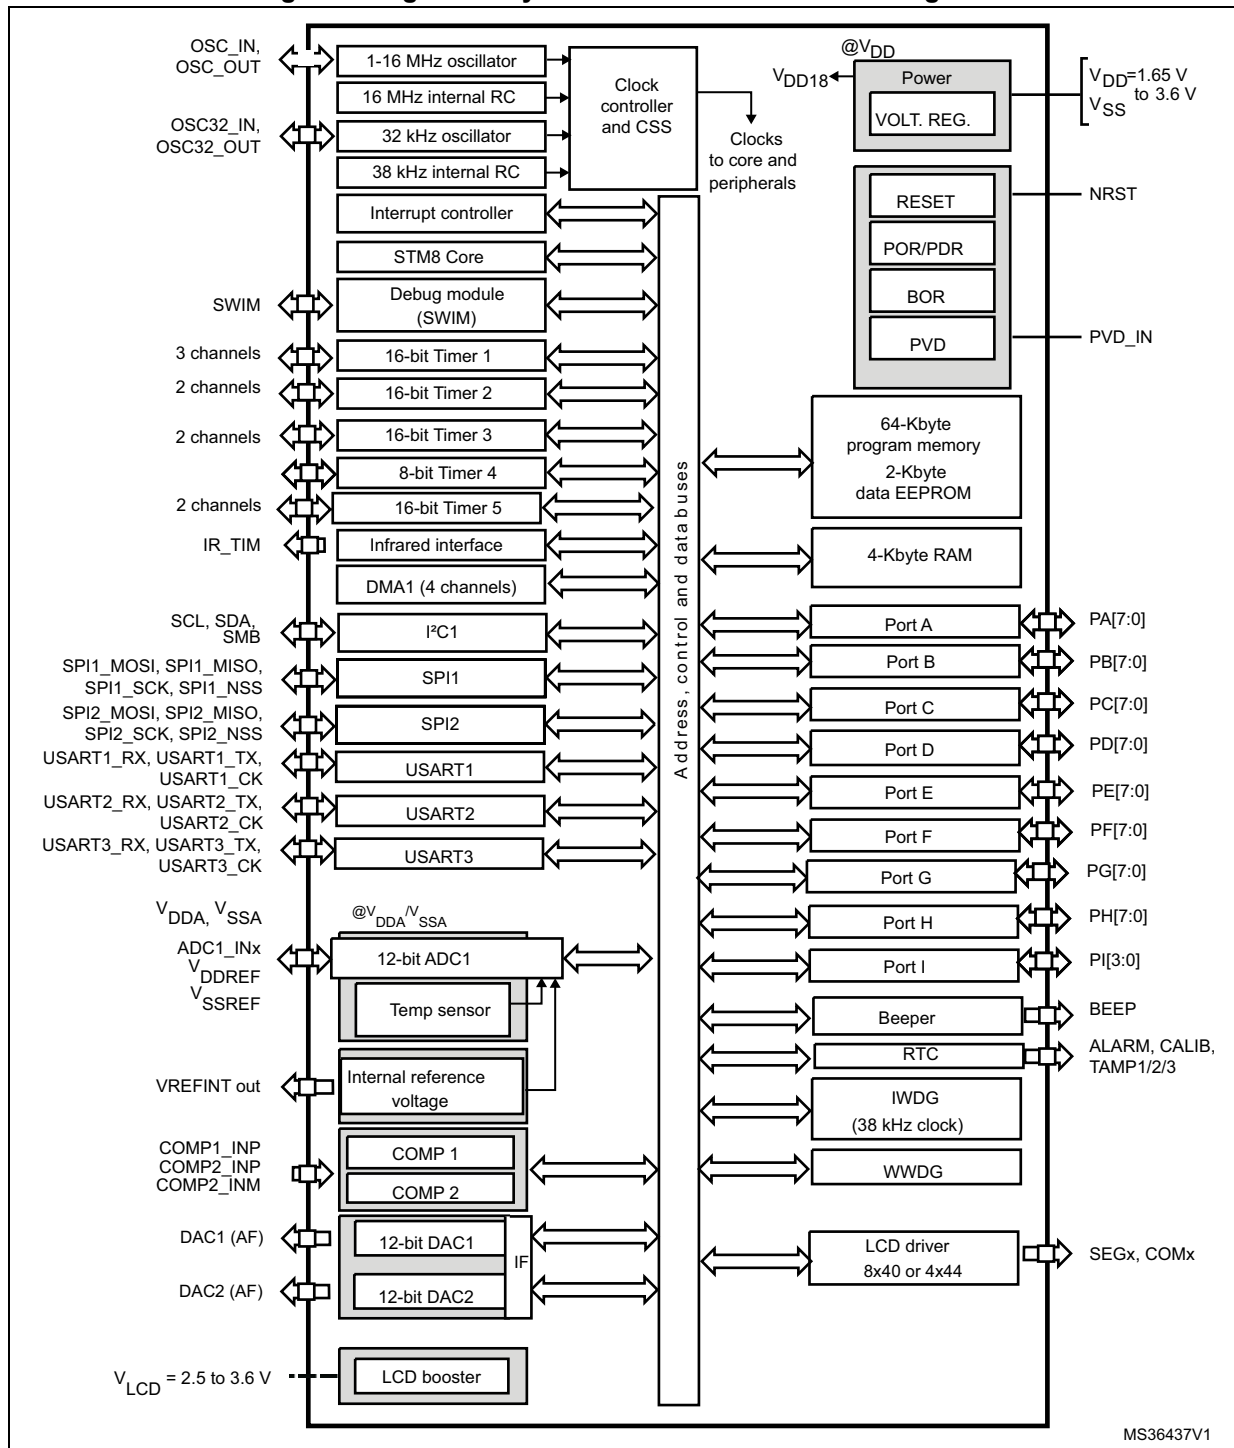 OSC_IN,
OSC_OUT
1-16 MHz oscillator
16 MHz internal RC
OSC32_IN,
OSC32_OUT
32 kHz oscillator
38 kHz internal RC
Clock
controller
and CSS
Clocks
to core and
peripherals
@VDD
VDD18
Power
VOLT. REG.
VDD=1.65 V
to 3.6 V
VSS
RESET
NRST
POR/PDR
BOR
PVD
PVD_IN
Interrupt controller
STM8 Core
SWIM
Debug module
(SWIM)
3 channels
16-bit Timer 1
2 channels
16-bit Timer 2
2 channels
16-bit Timer 3
8-bit Timer 4
2 channels
16-bit Timer 5
IR_TIM
Infrared interface
DMA1 (4 channels)
SCL, SDA,
SMB
I²C1
SPI1_MOSI, SPI1_MISO,
SPI1_SCK, SPI1_NSS
SPI1
SPI2_MOSI, SPI2_MISO,
SPI2_SCK, SPI2_NSS
SPI2
USART1_RX, USART1_TX,
USART1_CK
USART1
USART2_RX, USART2_TX,
USART2_CK
USART2
USART3_RX, USART3_TX,
USART3_CK
USART3
VDDA, VSSA
@VDDA/VSSA
ADC1_INx
VDDREF
VSSREF
12-bit ADC1
Temp sensor
VREFINT out
Internal reference
voltage
COMP1_INP
COMP2_INP
COMP2_INM
COMP 1
COMP 2
DAC1 (AF)
12-bit DAC1
IF
DAC2 (AF)
12-bit DAC2
VLCD = 2.5 to 3.6 V
LCD booster
Address, control and data buses
64-Kbyte
program memory
2-Kbyte
data EEPROM
4-Kbyte RAM
Port A
PA[7:0]
Port B
PB[7:0]
Port C
PC[7:0]
Port D
PD[7:0]
Port E
PE[7:0]
Port F
PF[7:0]
Port G
PG[7:0]
Port H
PH[7:0]
Port I
PI[3:0]
Beeper
BEEP
RTC
ALARM, CALIB,
TAMP1/2/3
IWDG
(38 kHz clock)
WWDG
LCD driver
8x40 or 4x44
SEGx, COMx
MS36437V1